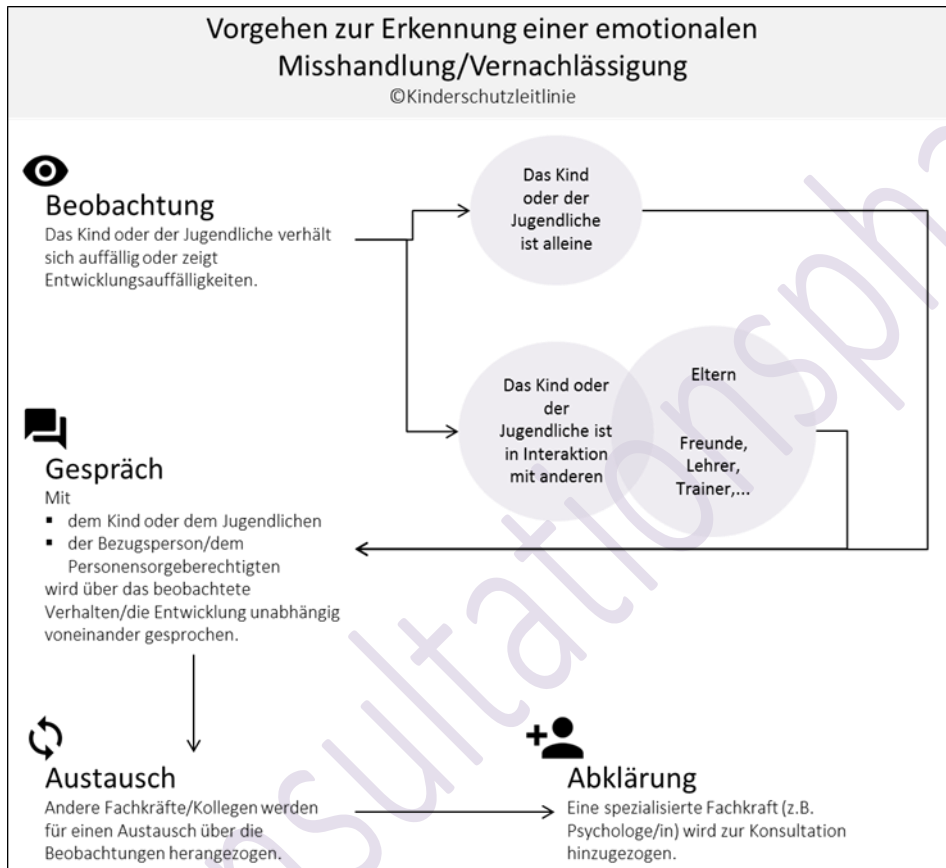 Vorgehen zur Erkennung einer emotionalen
Misshandlung/Vernachlässigung
©Kinderschutzleitlinie
Beobachtung
Das Kind oder der Jugendliche verhält
sich auffällig oder zeigt
Entwicklungsauffälligkeiten.
Das Kind
oder der
Jugendliche
ist alleine
Das Kind oder
der
Jugendliche ist
in Interaktion
mit anderen
Eltern
Freunde,
Lehrer,
Trainer,...
Gespräch
Mit
▪ dem Kind oder dem Jugendlichen
▪ der Bezugsperson/dem
Personensorgeberechtigten
wird über das beobachtete
Verhalten/die Entwicklung unabhängig
voneinander gesprochen.
Austausch
Andere Fachkräfte/Kollegen werden
für einen Austausch über die
Beobachtungen herangezogen.
Abklärung
Eine spezialisierte Fachkraft (z.B.
Psychologe/in) wird zur Konsultation
hinzugezogen.
nsultationspha